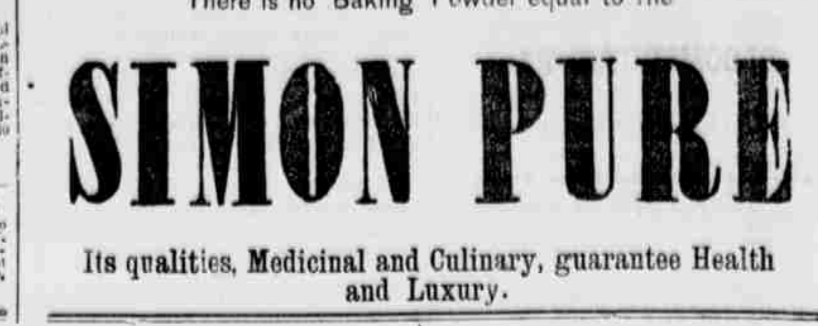 There is no Baking Powder equal to the
SIMON PURE
Its qualities, Medicinal and Culinary, guarantee Health
and Luxury.